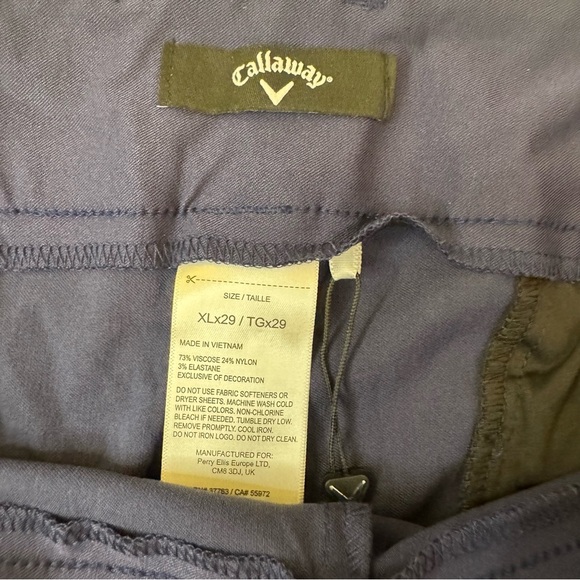 Callaway
SIZE / TAILLE
XLx29 / TGx29
MADE IN VIETNAM
73% VISCOSE 24% NYLON
3% ELASTANE
EXCLUSIVE OF DECORATION
DO NOT USE FABRIC SOFTENERS OR
DRYER SHEETS. MACHINE WASH COLD
WITH LIKE COLORS. NON-CHLORINE
BLEACH IF NEEDED. TUMBLE DRY LOW.
REMOVE PROMPTLY. COOL IRON.
DO NOT IRON LOGO. DO NOT DRY CLEAN.
MANUFACTURED FOR:
Perry Ellis Europe LTD,
CM6 3DJ, UK
37763 / CA# 55972